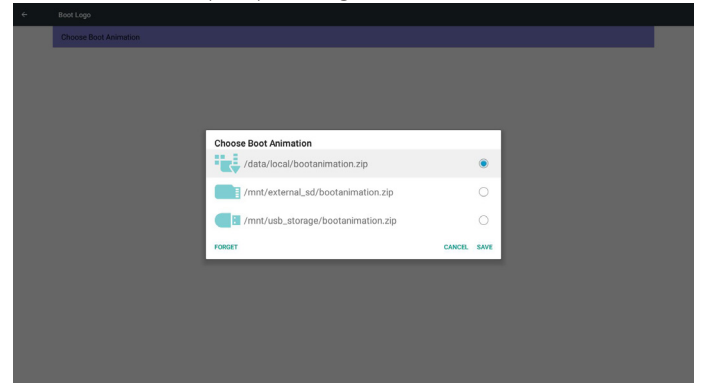 Boot Logo
Choose Boot Animation
Choose Boot Animation
/data/local/bootanimation.zip
/mnt/external_sd/bootanimation.zip
/mnt/usb_storage/bootanimation.zip
FORGET CANCEL SAVE